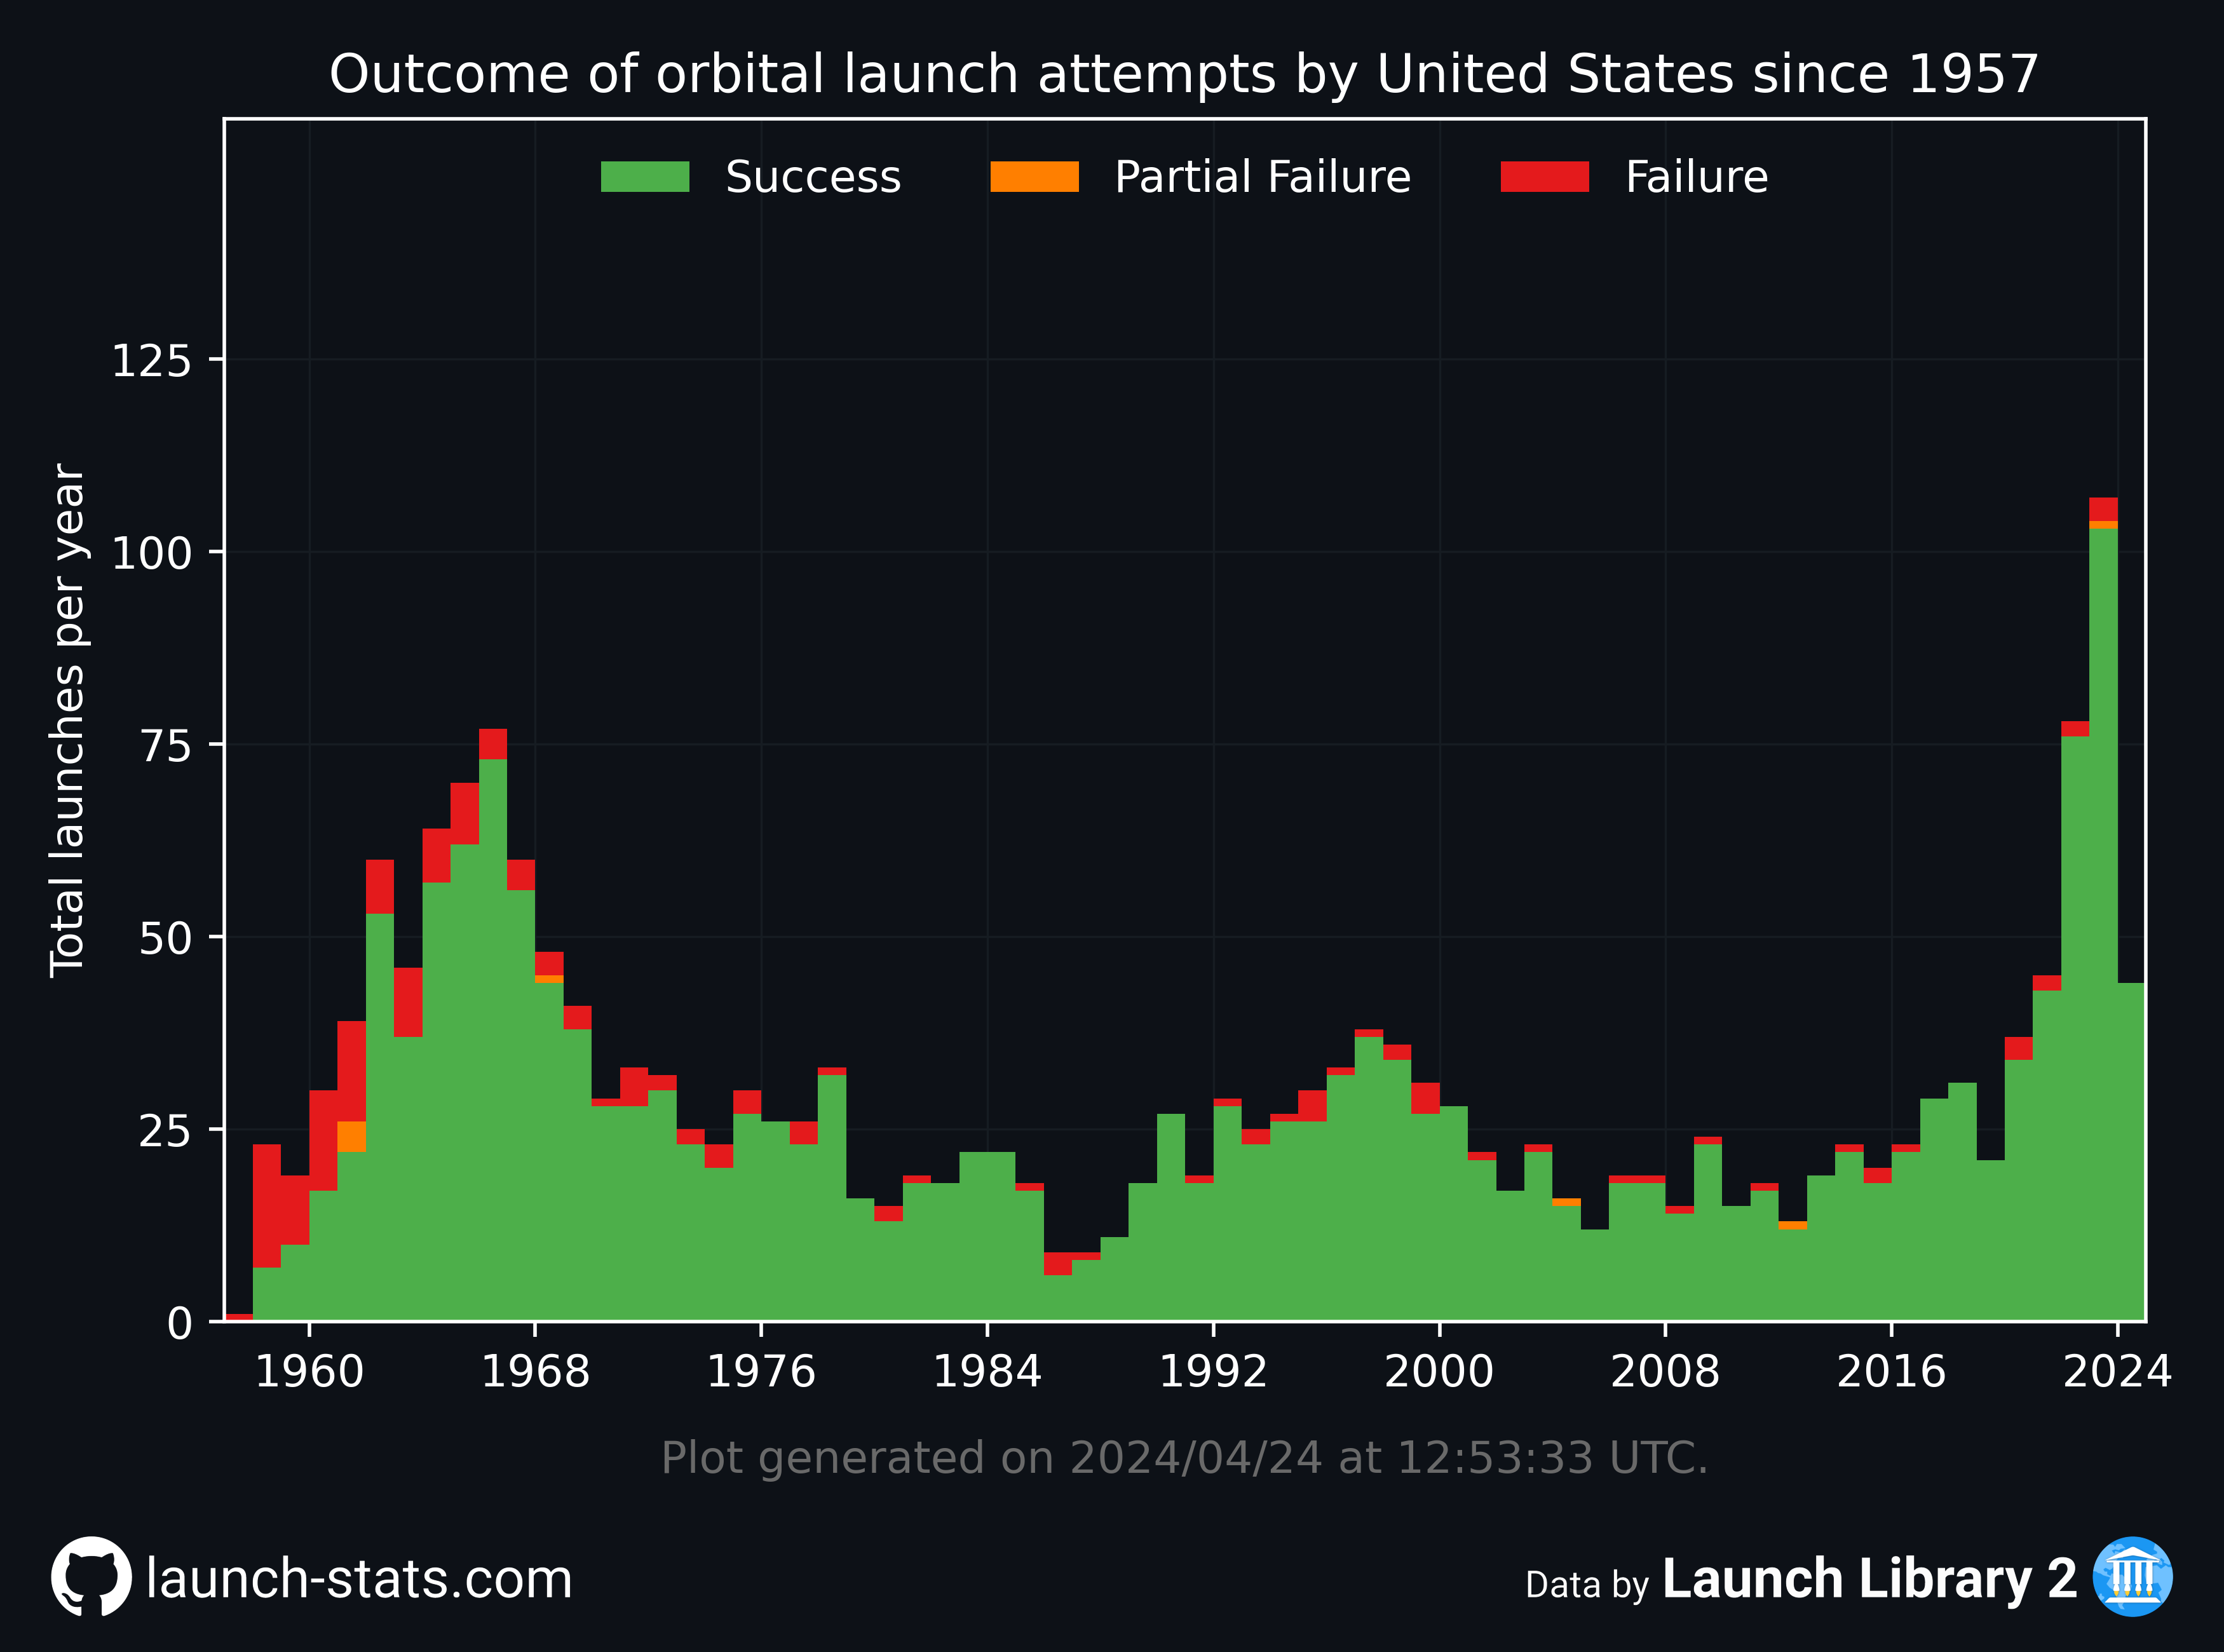 Outcome of orbital launch attempts by United States since 1957
Success Partial Failure Failure
Total launches per year
125
100
75
50
25
0
1960 1968 1976 1984 1992 2000 2008 2016 2024
Plot generated on 2024/04/24 at 12:53:33 UTC.
launch-stats.com
Data by Launch Library 2